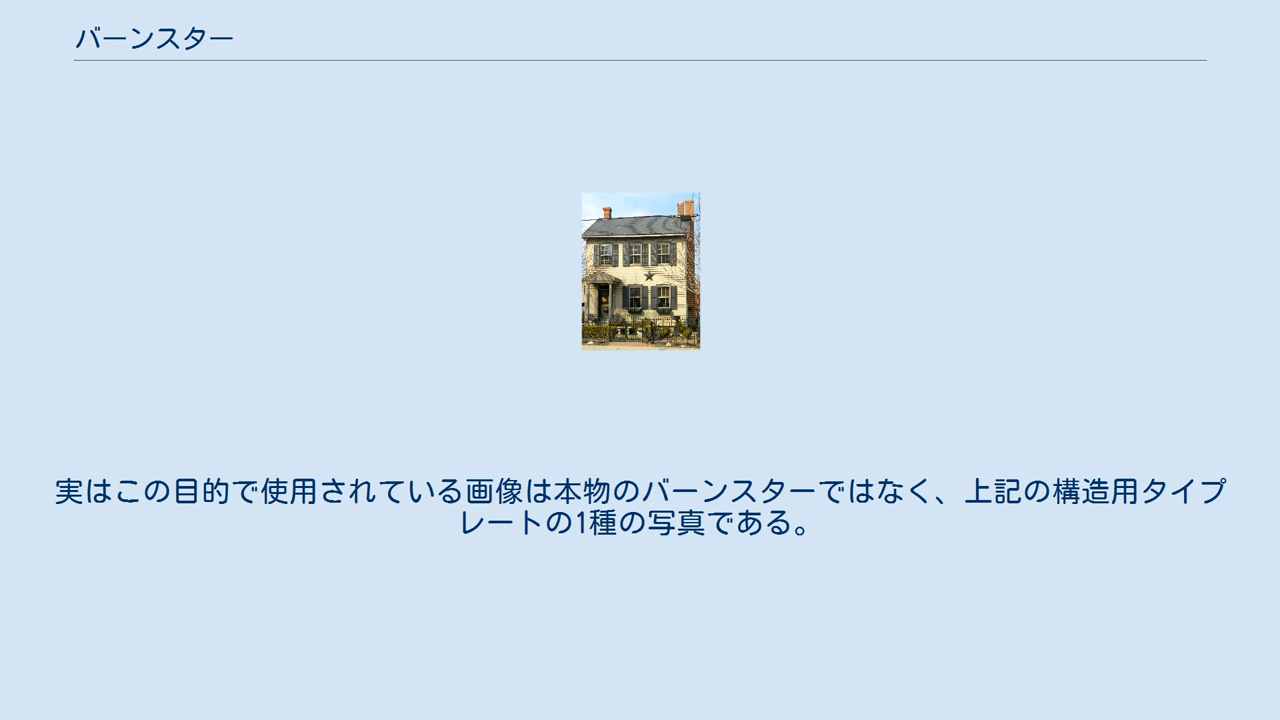 バーンスター
実はこの目的で使用されている画像は本物のバーンスターではなく、上記の構造用タイプ
レートの1種の写真である。